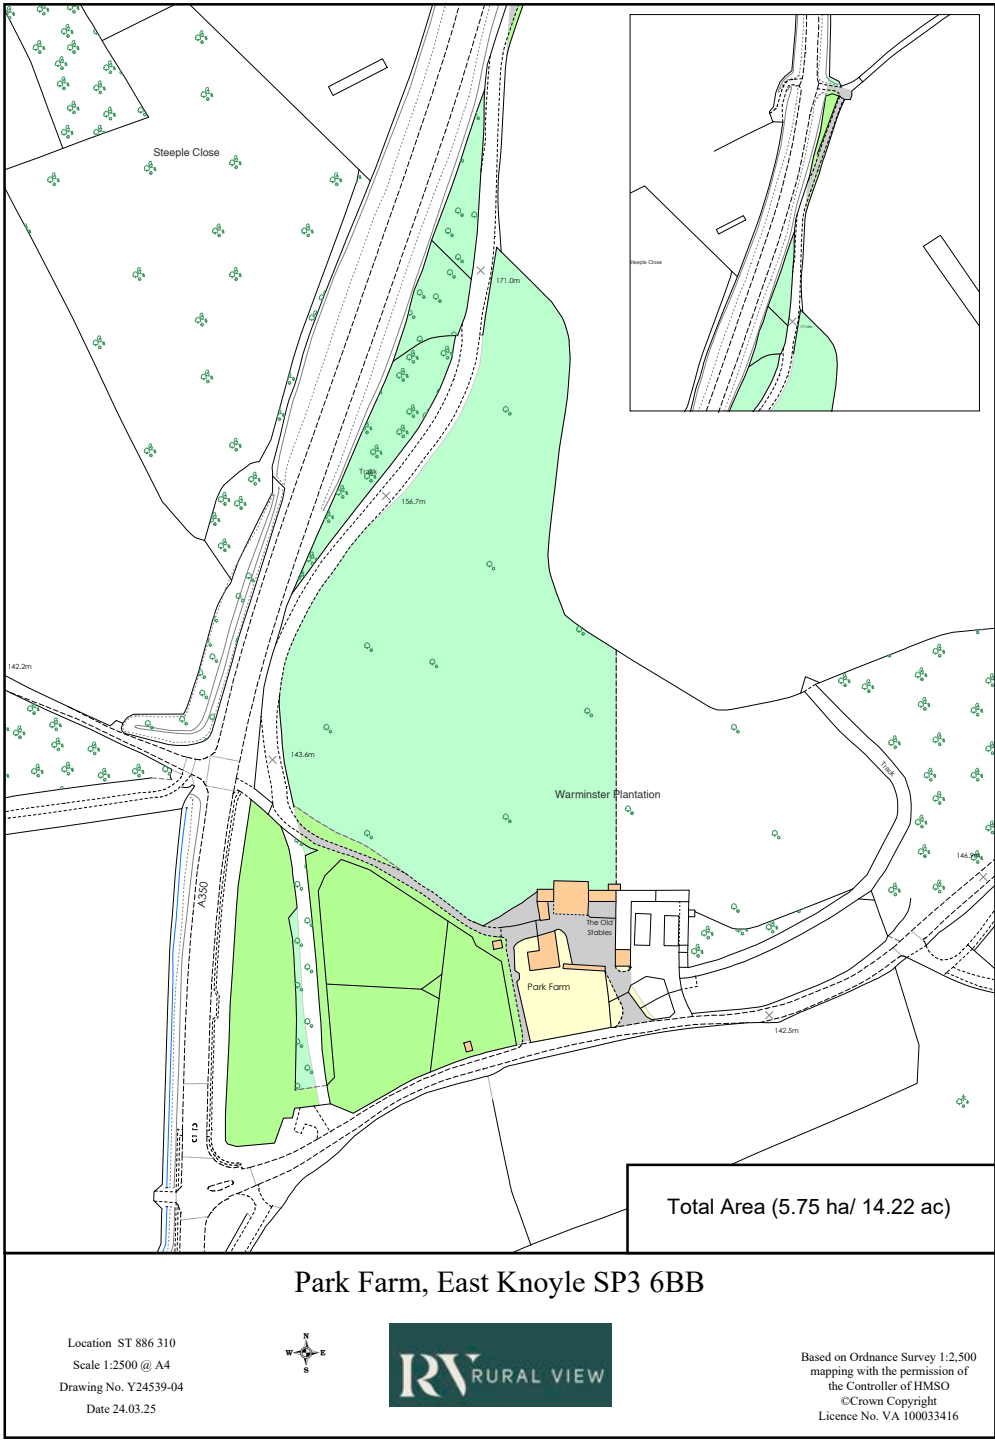 Steeple Close
Steeple Close
171.0m
171.0m
Track
156.7m
142.2m
143.6m
Warminster Plantation
Track
146.9m
A350
The Old
Stables
Park Farm
142.5m
Total Area (5.75 ha/ 14.22 ac)
Park Farm, East Knoyle SP3 6BB
Location ST 886 310
Scale 1:2500 @ A4
Drawing No. Y24539-04
Date 24.03.25
N
W E
S
RV RURAL VIEW
Based on Ordnance Survey 1:2,500
mapping with the permission of
the Controller of HMSO
©Crown Copyright
Licence No. VA 100033416